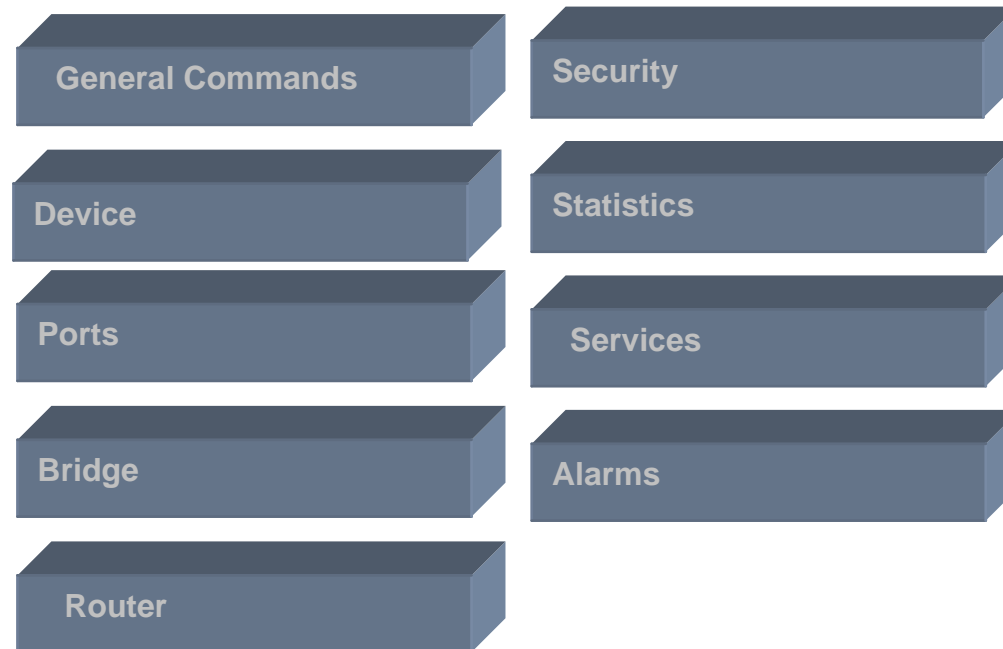 General Commands
Device
Ports
Bridge
Router
Security
Statistics
Services
Alarms